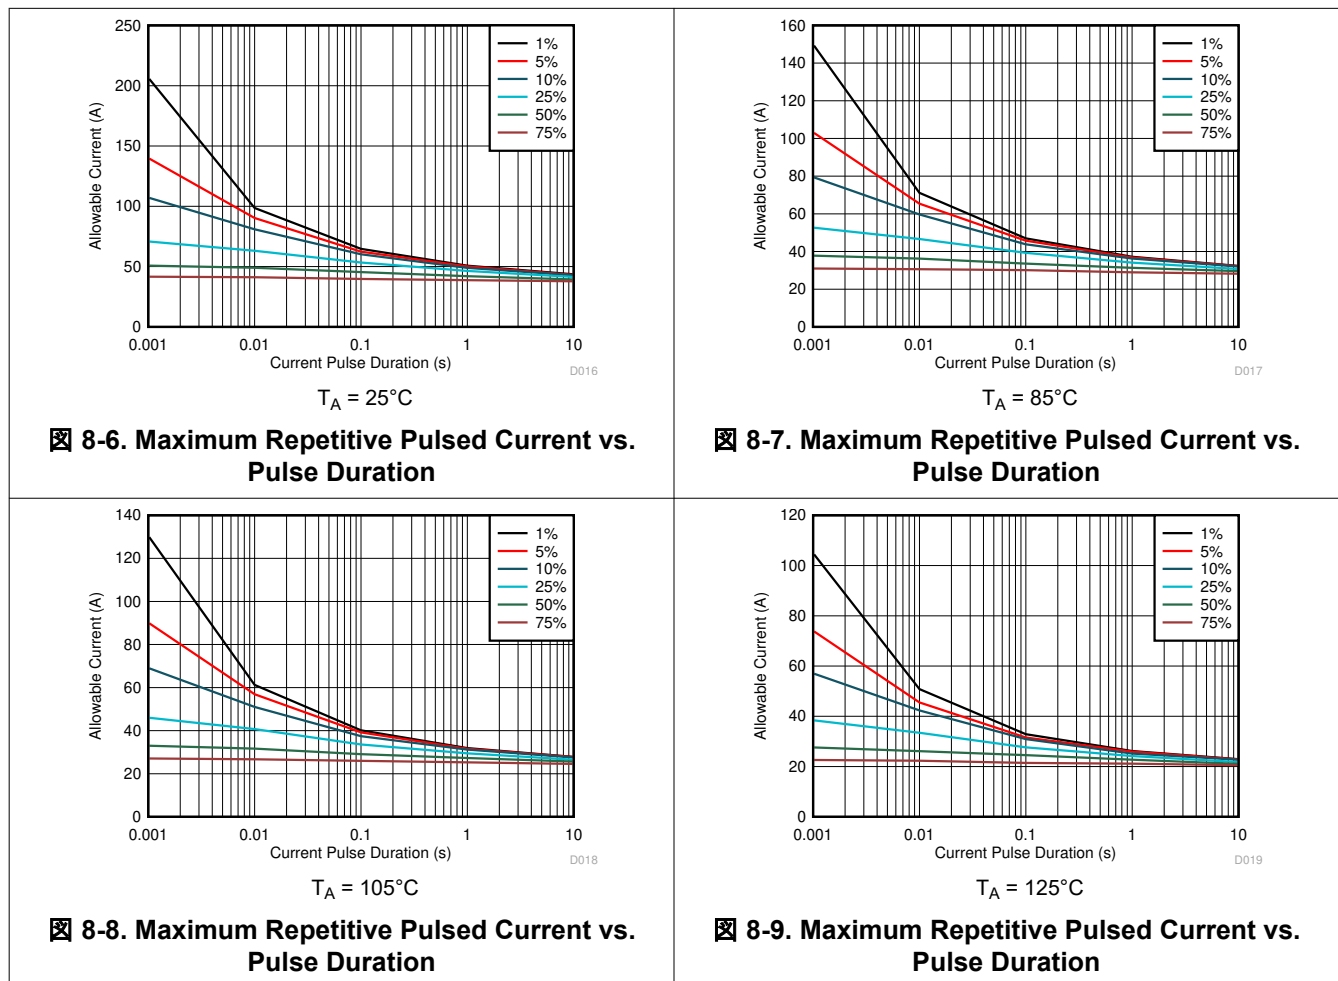 250
200
150
100
50
0
Allowable Current (A)
1%
5%
10%
25%
50%
75%
0.001 0.01 0.1 1 10
Current Pulse Duration (s)
D016
T_A = 25°C
図 8-6. Maximum Repetitive Pulsed Current vs.
Pulse Duration
160
140
120
100
80
60
40
20
0
Allowable Current (A)
1%
5%
10%
25%
50%
75%
0.001 0.01 0.1 1 10
Current Pulse Duration (s)
D017
T_A = 85°C
図 8-7. Maximum Repetitive Pulsed Current vs.
Pulse Duration
140
120
100
80
60
40
20
0
Allowable Current (A)
1%
5%
10%
25%
50%
75%
0.001 0.01 0.1 1 10
Current Pulse Duration (s)
D018
T_A = 105°C
図 8-8. Maximum Repetitive Pulsed Current vs.
Pulse Duration
120
100
80
60
40
20
0
Allowable Current (A)
1%
5%
10%
25%
50%
75%
0.001 0.01 0.1 1 10
Current Pulse Duration (s)
D019
T_A = 125°C
図 8-9. Maximum Repetitive Pulsed Current vs.
Pulse Duration